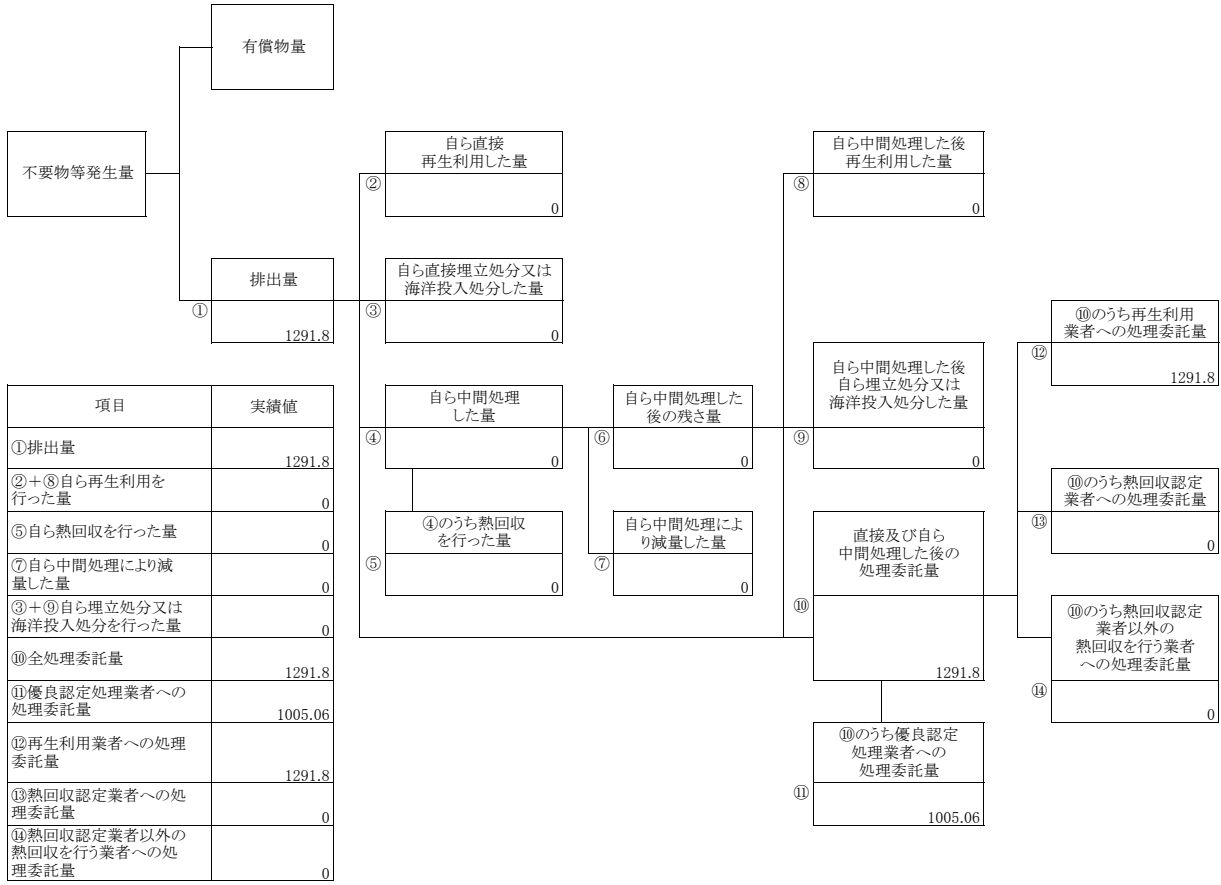 有償物量
不要物等発生量
自ら直接
再生利用した量
②
0
自ら中間処理した後
再生利用した量
⑧
0
排出量
①
1291.8
自ら直接埋立処分又は
海洋投入処分した量
③
0
⑩のうち再生利用
業者への処理委託量
⑫
1291.8
自ら中間処理
した量
④
0
自ら中間処理した
後の残さ量
⑥
0
自ら中間処理した後
自ら埋立処分又は
海洋投入処分した量
⑨
0
⑩のうち熱回収認定
業者への処理委託量
⑬
0
④のうち熱回収
を行った量
⑤
0
自ら中間処理によ
り減量した量
⑦
0
直接及び自ら
中間処理した後の
処理委託量
⑩
1291.8
⑩のうち熱回収認定
業者以外の
熱回収を行う業者
への処理委託量
⑭
0
⑩のうち優良認定
処理業者への
処理委託量
⑪
1005.06
項目 実績値
①排出量
1291.8
②+⑧自ら再生利用を
行った量
0
⑤自ら熱回収を行った量
0
⑦自ら中間処理により減
量した量
0
③+⑨自ら埋立処分又は
海洋投入処分を行った量
0
⑩全処理委託量
1291.8
⑪優良認定処理業者への
処理委託量
1005.06
⑫再生利用業者への処理
委託量
1291.8
⑬熱回収認定業者への処
理委託量
0
⑭熱回収認定業者以外の
熱回収を行う業者への処
理委託量
0